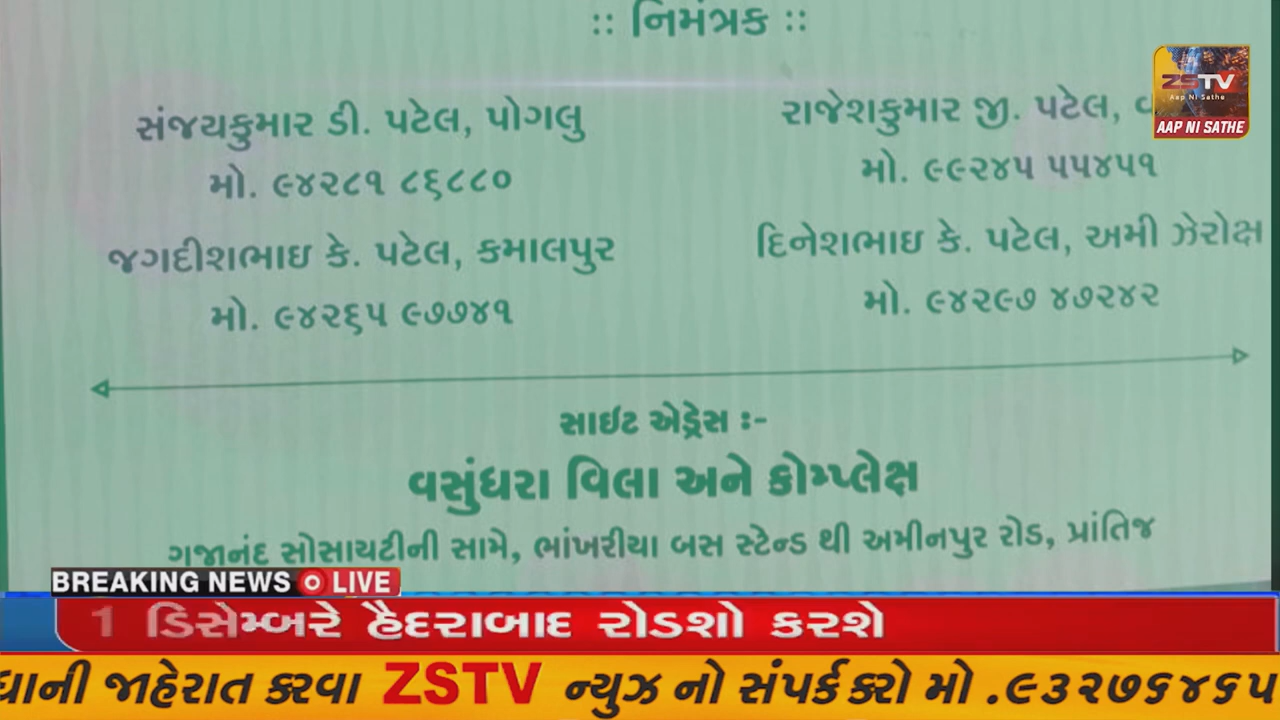 :: નિમંત્રક ::
સંજયકુમાર ડી. પટેલ, પોગલુ
મો. ૯૪૨૮૧ ૮૬૮૮૦
રાજેશકુમાર જી. પટેલ,
મો. ૯૯૨૪૫ ૫૫૪૫૧
જગદીશભાઇ કે. પટેલ, કમાલપુર
મો. ૯૪૨૬૫ ૯૭૭૪૧
દિનેશભાઇ કે. પટેલ, અમી ઝેરોક્ષ
મો. ૯૪૨૯૭ ૪૭૨૪૨
સાઈટ એડ્રેસ :-
વસુંધરા વિલા અને કોમ્પ્લેક્ષ
ગજાનંદ સોસાયટીની સામે, ભાંખરીયા બસ સ્ટેન્ડ થી અમીનપુર રોડ, પ્રાંતિજ
ZSTV
Aap Ni Sathe
AAP NI SATHE
BREAKING NEWS LIVE
1 ડિસેમ્બરે હૈદરાબાદ રોડશો કરશે
ધાની જાહેરાત કરવા ZSTV ન્યુઝ નો સંપર્ક કરો મો .૯૩૨૭૬૪૬૫